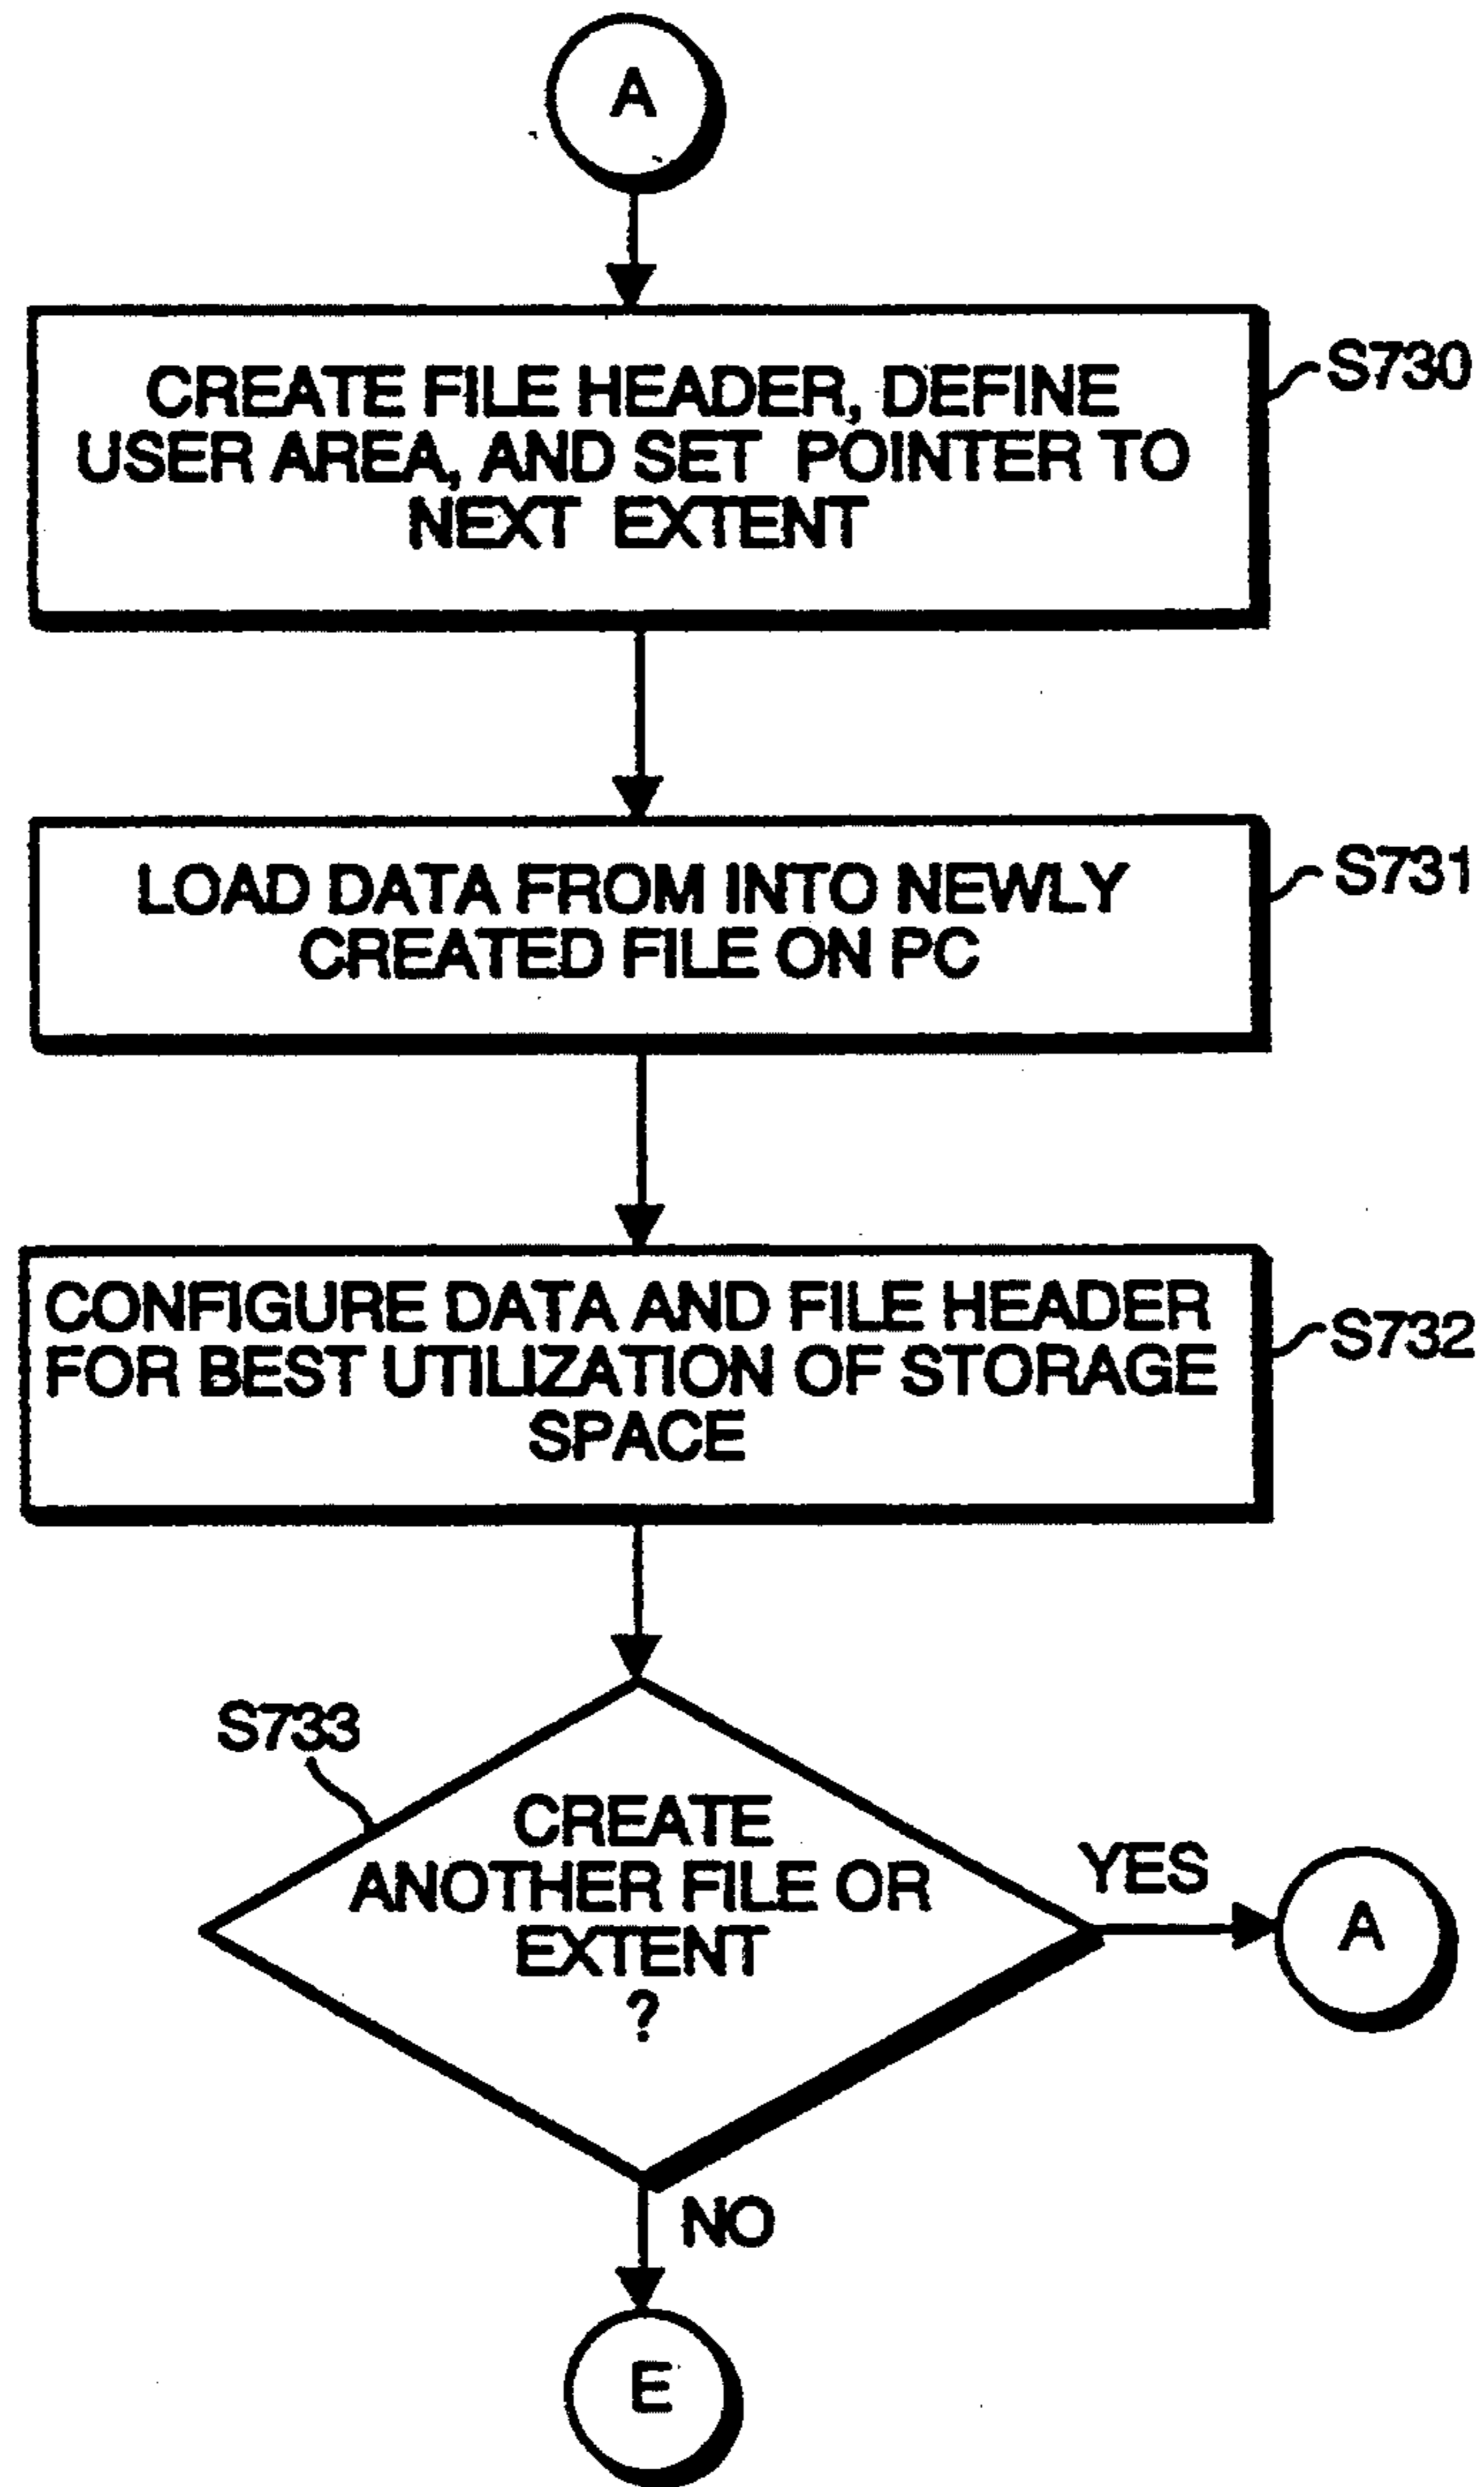 A
CREATE FILE HEADER, DEFINE
USER AREA, AND SET POINTER TO
NEXT EXTENT
S730
LOAD DATA FROM INTO NEWLY
CREATED FILE ON PC
S731
CONFIGURE DATA AND FILE HEADER
FOR BEST UTILIZATION OF STORAGE
SPACE
S732
S733
CREATE
ANOTHER FILE OR
EXTENT
?
YES
A
NO
E